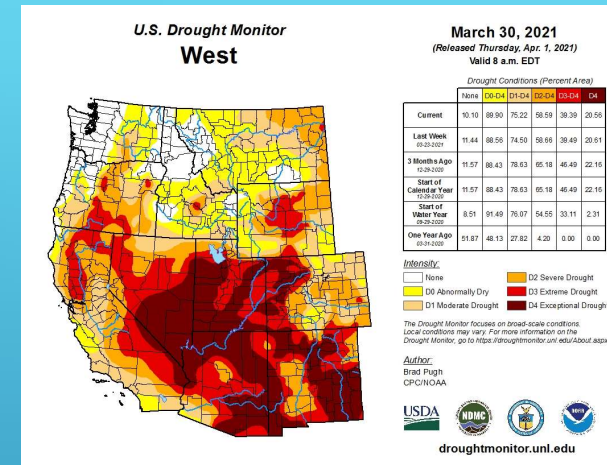 U.S. Drought Monitor
West
March 30, 2021
(Released Thursday, Apr. 1, 2021)
Valid 8 a.m. EDT
Drought Conditions (Percent Area)
None D0-D4 D1-D4 D2-D4 D3-D4 D4
Current 10.10 89.90 75.22 58.59 39.39 20.56
Last Week
03-23-2021
11.44 88.56 74.50 58.66 39.49 20.61
3 Months Ago
12-29-2020
11.57 88.43 78.63 65.18 46.49 22.16
Start of
Calendar Year
12-29-2020
11.57 88.43 78.63 65.18 46.49 22.16
Start of
Water Year
09-29-2020
8.51 91.49 76.07 54.55 33.11 2.31
One Year Ago
03-31-2020
51.87 48.13 27.82 4.20 0.00 0.00
Intensity:
None
D0 Abnormally Dry
D1 Moderate Drought
D2 Severe Drought
D3 Extreme Drought
D4 Exceptional Drought
The Drought Monitor focuses on broad-scale conditions.
Local conditions may vary. For more information on the
Drought Monitor, go to https://droughtmonitor.unl.edu/About.aspx
Author:
Brad Pugh
CPC/NOAA
USDA
NDMC
droughtmonitor.unl.edu